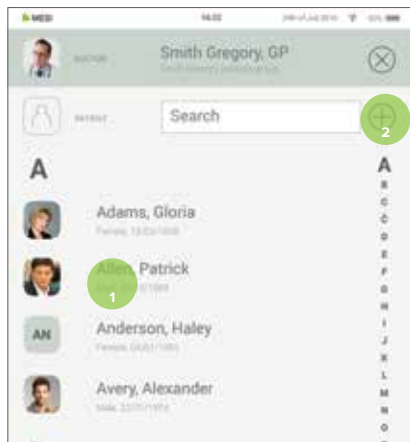 MESI
14:32
DOCTOR
Smith Gregory, GP
PATIENT
Search
2
A
A
B
C
Č
Ć
D
E
F
G
H
I
J
K
L
M
N
O
Adams, Gloria
Allen, Patrick
1
AN
Anderson, Haley
Avery, Alexander